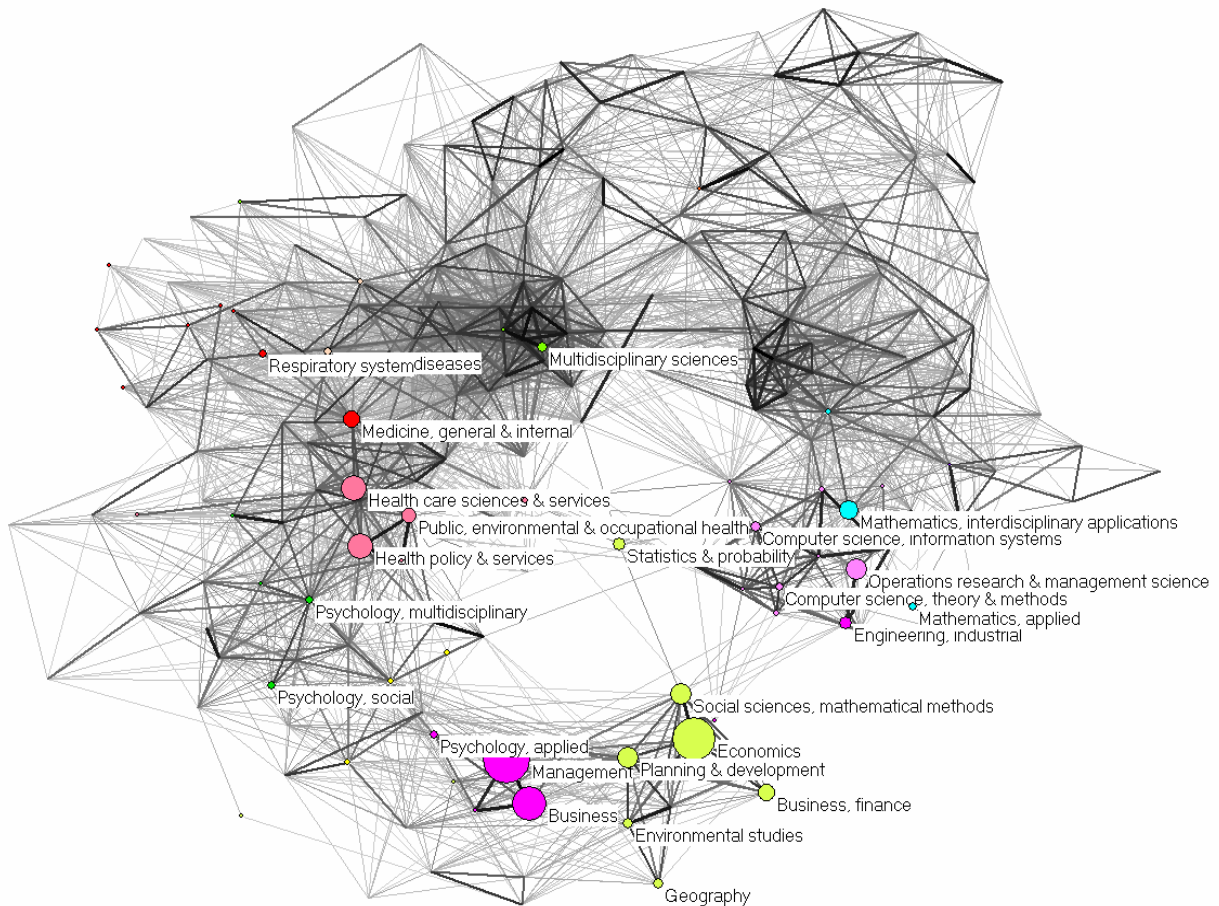 Multidisciplinary sciences
Respiratory system
diseases
Medicine, general & internal
Health care sciences & services
Public, environmental & occupational health
Mathematics, interdisciplinary applications
Computer science, information systems
Statistics & probability
Health policy & services
Operations research & management science
Computer science, theory & methods
Psychology, multidisciplinary
Mathematics, applied
Engineering, industrial
Psychology, social
Social sciences, mathematical methods
Psychology, applied
Economics
Management
Planning & development
Business, finance
Business
Environmental studies
Geography